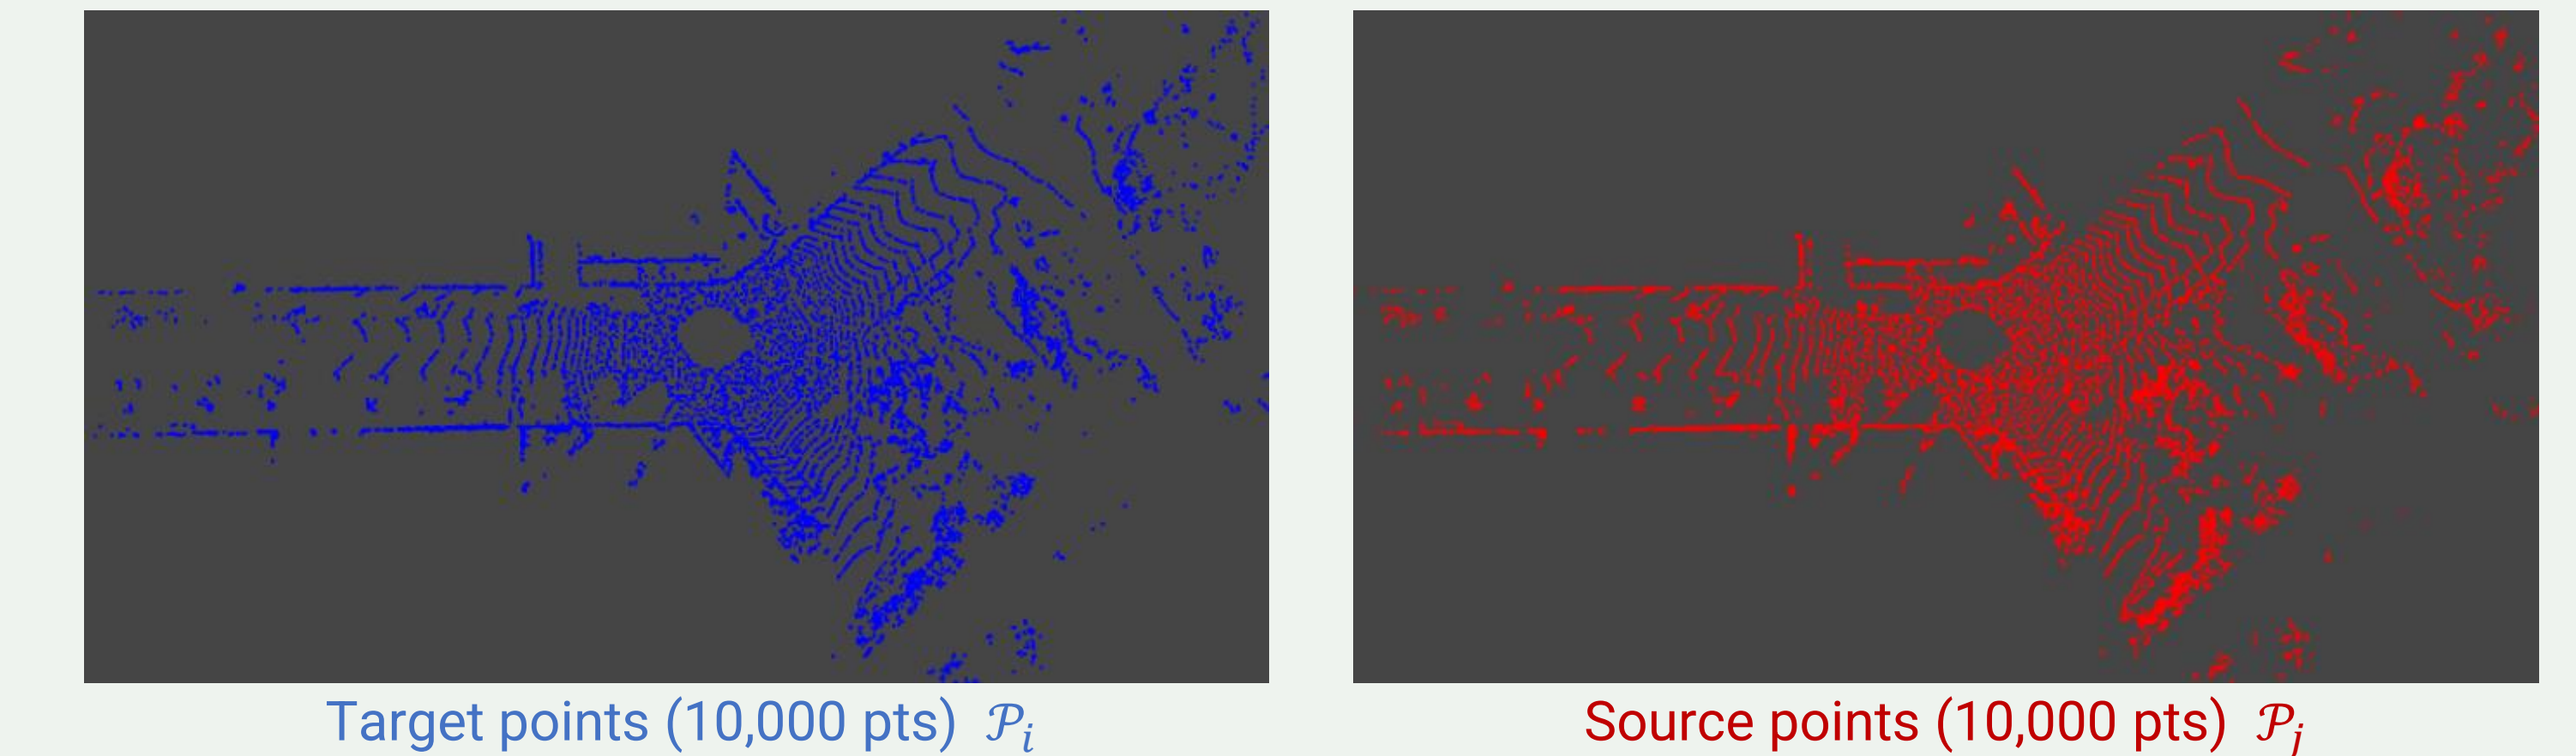 Target points (10,000 pts) 𝒫ᵢ
Source points (10,000 pts) 𝒫ⱼ